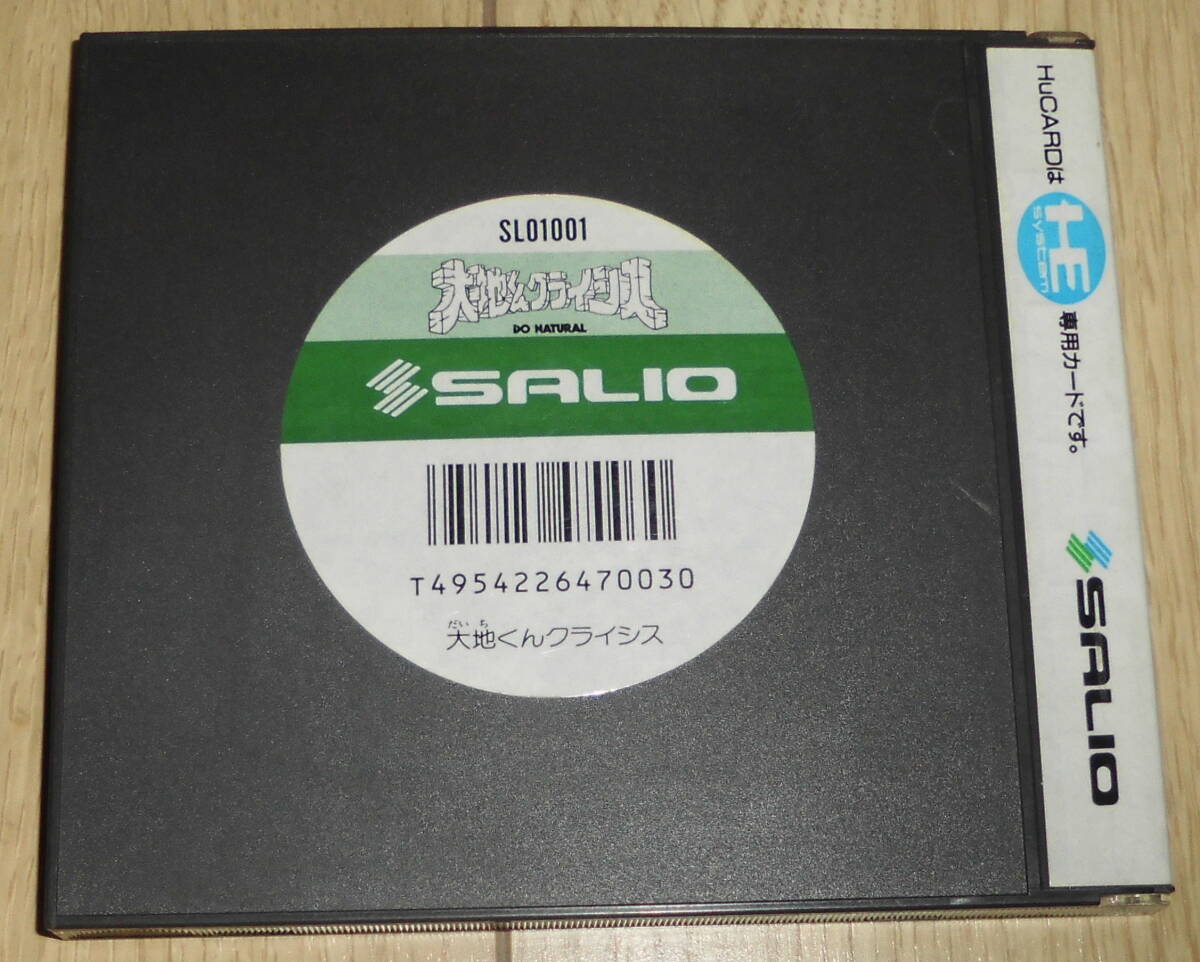 SL01001
大地くんクライシス
DO NATURAL
SALIO
T4954226470030
だいち
大地くんクライシス
HuCARDは HE system 専用カードです。
SALIO